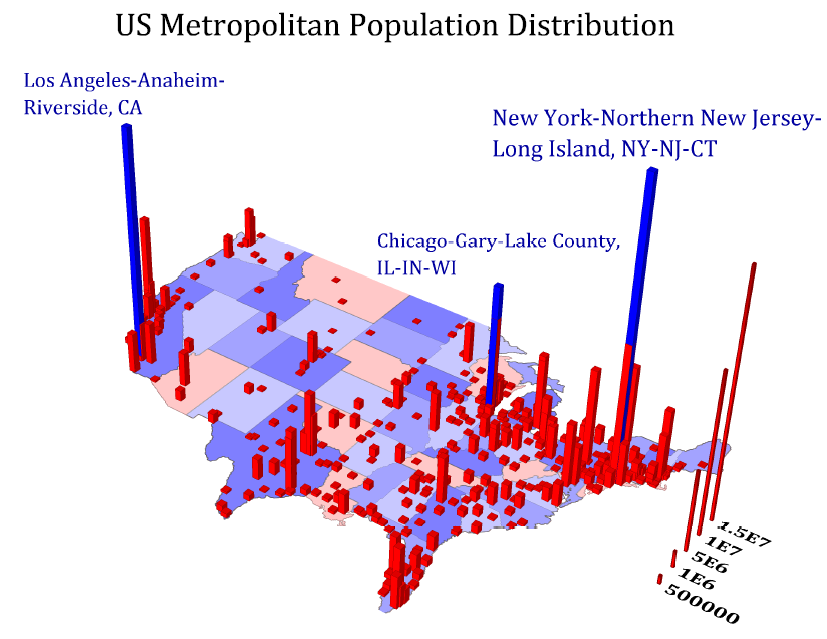 US Metropolitan Population Distribution
Los Angeles-Anaheim-
Riverside, CA
New York-Northern New Jersey-
Long Island, NY-NJ-CT
Chicago-Gary-Lake County,
IL-IN-WI
1.5E7
1E7
5E6
1E6
500000